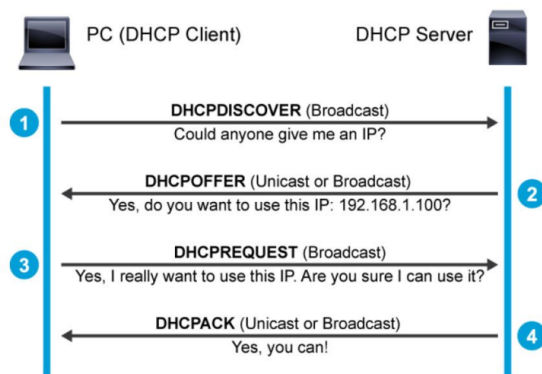 PC (DHCP Client)
DHCP Server
1
DHCPDISCOVER (Broadcast)
Could anyone give me an IP?
DHCPOFFER (Unicast or Broadcast)
2
Yes, do you want to use this IP: 192.168.1.100?
DHCPREQUEST (Broadcast)
3
Yes, I really want to use this IP. Are you sure I can use it?
DHCPACK (Unicast or Broadcast)
4
Yes, you can!